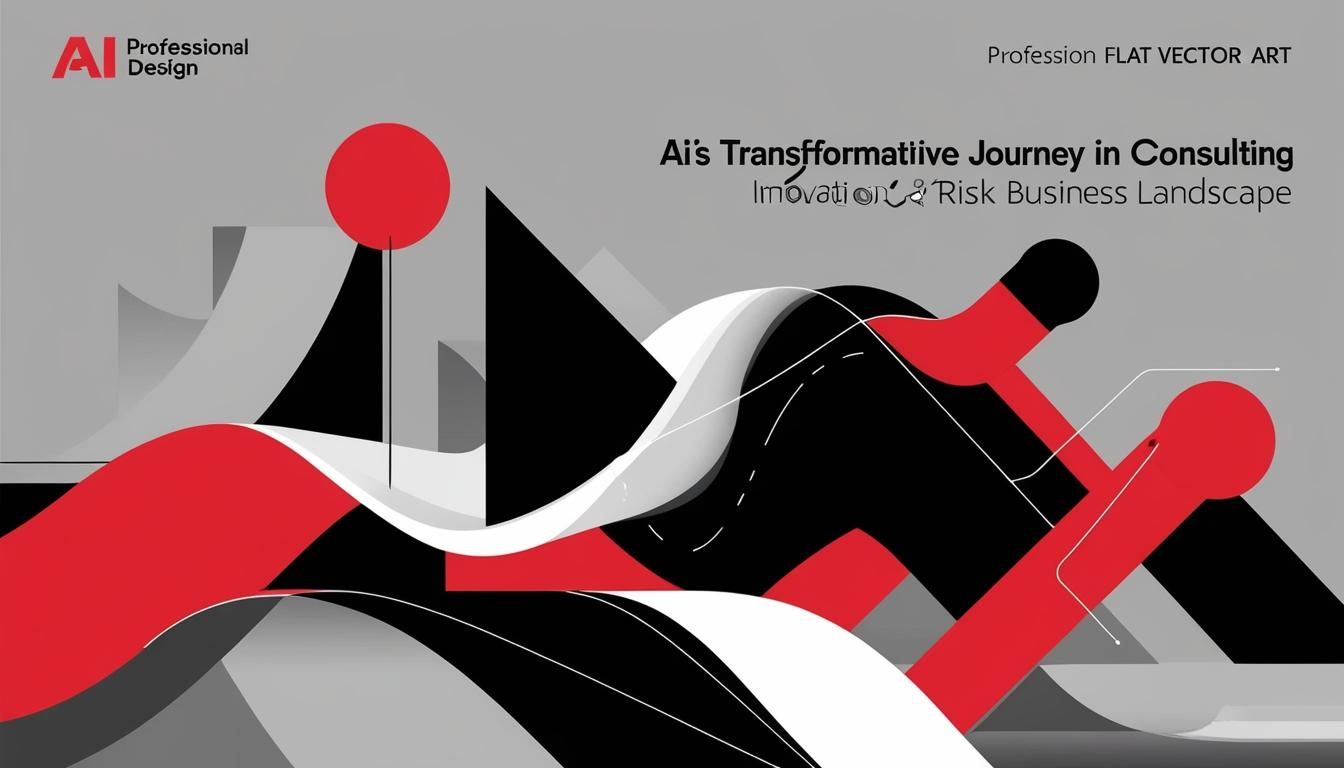 AI Professional
Design
Profession FLAT VECTOR ART
Ai's Transfformatiive Journey in Consulting
Risk Business Landscape